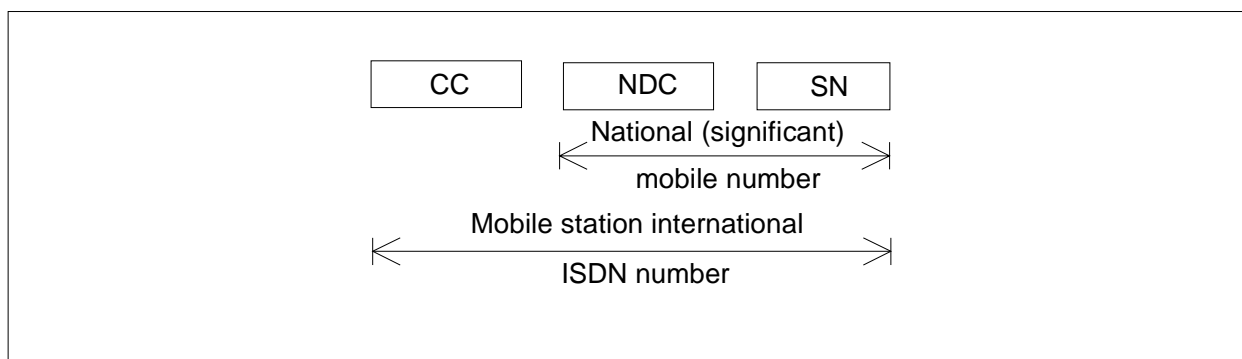 CC NDC SN
National (significant)
mobile number
Mobile station international
ISDN number